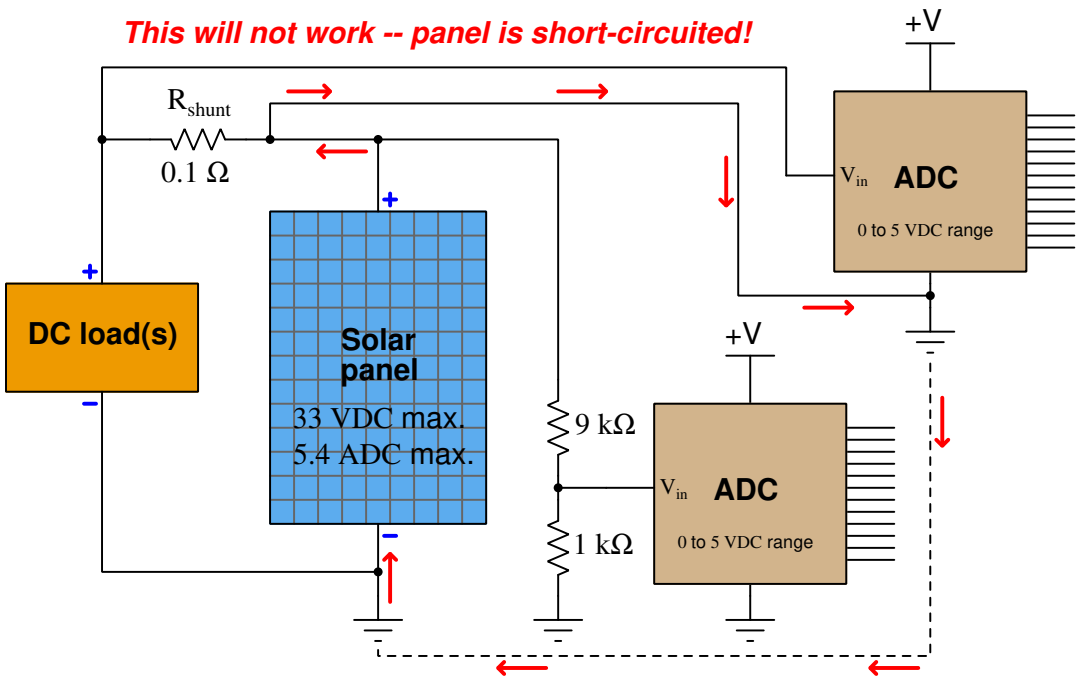 This will not work -- panel is short-circuited!
+V
R_shunt
0.1 Ω
V_in
ADC
0 to 5 VDC range
+
+
DC load(s)
–
Solar
panel
33 VDC max.
5.4 ADC max.
–
+V
9 kΩ
V_in
ADC
0 to 5 VDC range
1 kΩ